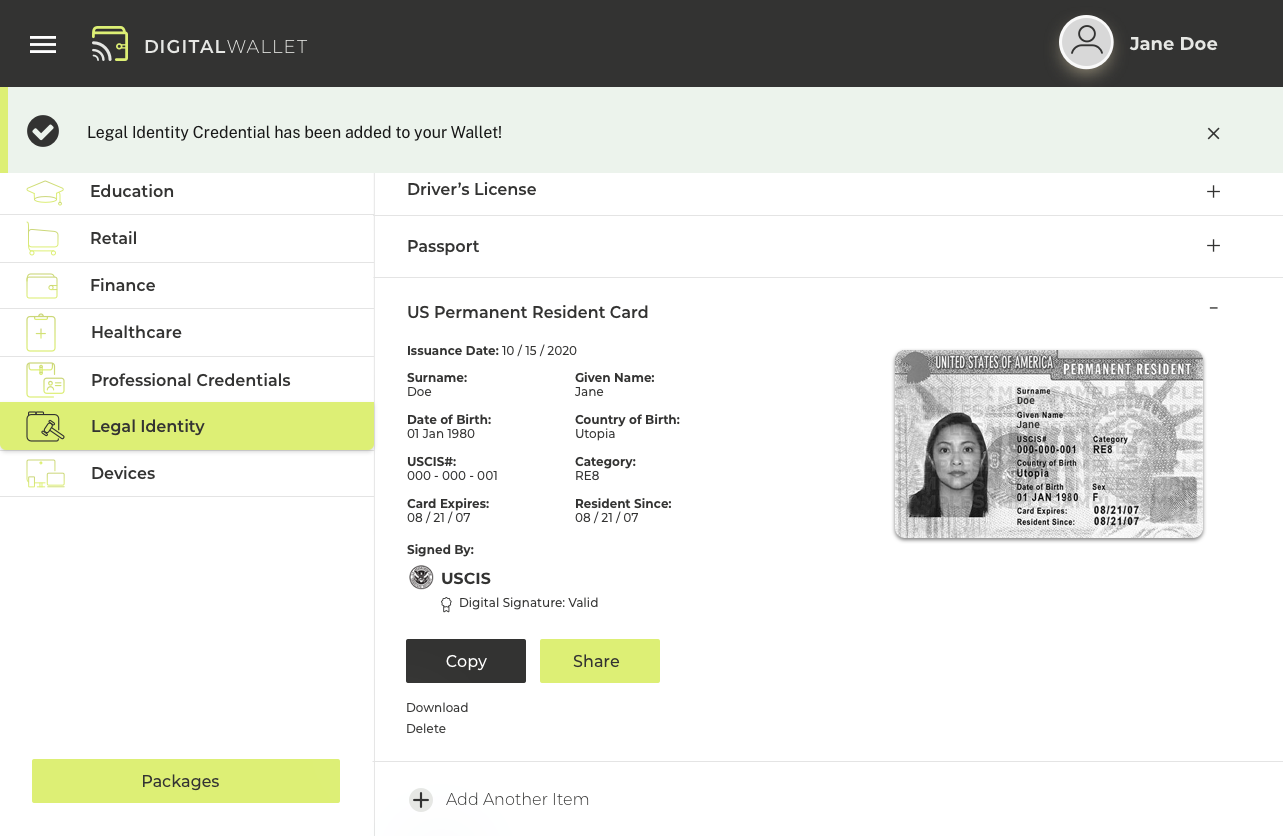 DIGITALWALLET
Jane Doe
Legal Identity Credential has been added to your Wallet!
Education
Retail
Finance
Healthcare
Professional Credentials
Legal Identity
Devices
Packages
Driver’s License
Passport
US Permanent Resident Card
Issuance Date: 10 / 15 / 2020
Surname: Given Name:
Doe Jane
Date of Birth: Country of Birth:
01 Jan 1980 Utopia
USCIS#: Category:
000 - 000 - 001 RE8
Card Expires: Resident Since:
08 / 21 / 07 08 / 21 / 07
Signed By:
USCIS
Digital Signature: Valid
Copy Share
Download
Delete
Add Another Item
UNITED STATES OF AMERICA
PERMANENT RESIDENT
Surname
Doe
Given Name
Jane
USCIS# Category
000-000-001 RE8
Country of Birth
Utopia
Date of Birth Sex
01 JAN 1980 F
Card Expires: 08/21/07
Resident Since: 08/21/07